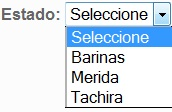 Estado: Seleccione
Seleccione
Barinas
Merida
Tachira